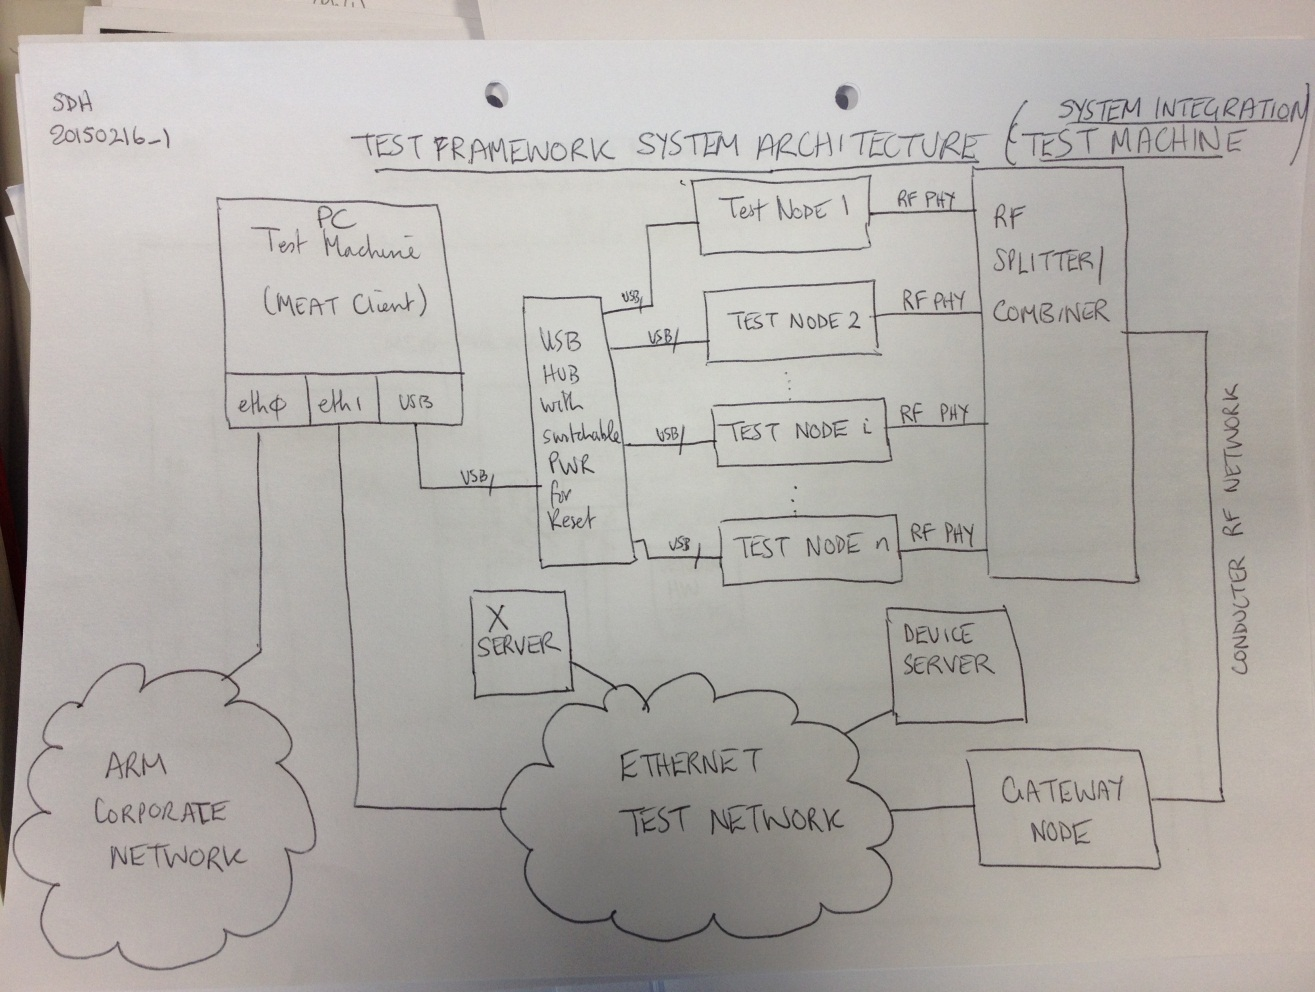 SDH
20150216_1
(SYSTEM INTEGRATION
TEST FRAMEWORK SYSTEM ARCHITECTURE (TEST MACHINE)
PC
Test Machine
(MEAT Client)
eth0
eth1
USB
USB
USB
HUB
with
switchable
PWR
for
Reset
USB
USB
USB
USB
Test NODE 1
TEST NODE 2
TEST NODE i
TEST NODE n
RF PHY
RF PHY
RF PHY
RF PHY
RF
SPLITTER/
COMBINER
CONDUCTER RF NETWORK
X
SERVER
DEVICE
SERVER
ARM
CORPORATE
NETWORK
ETHERNET
TEST NETWORK
GATEWAY
NODE